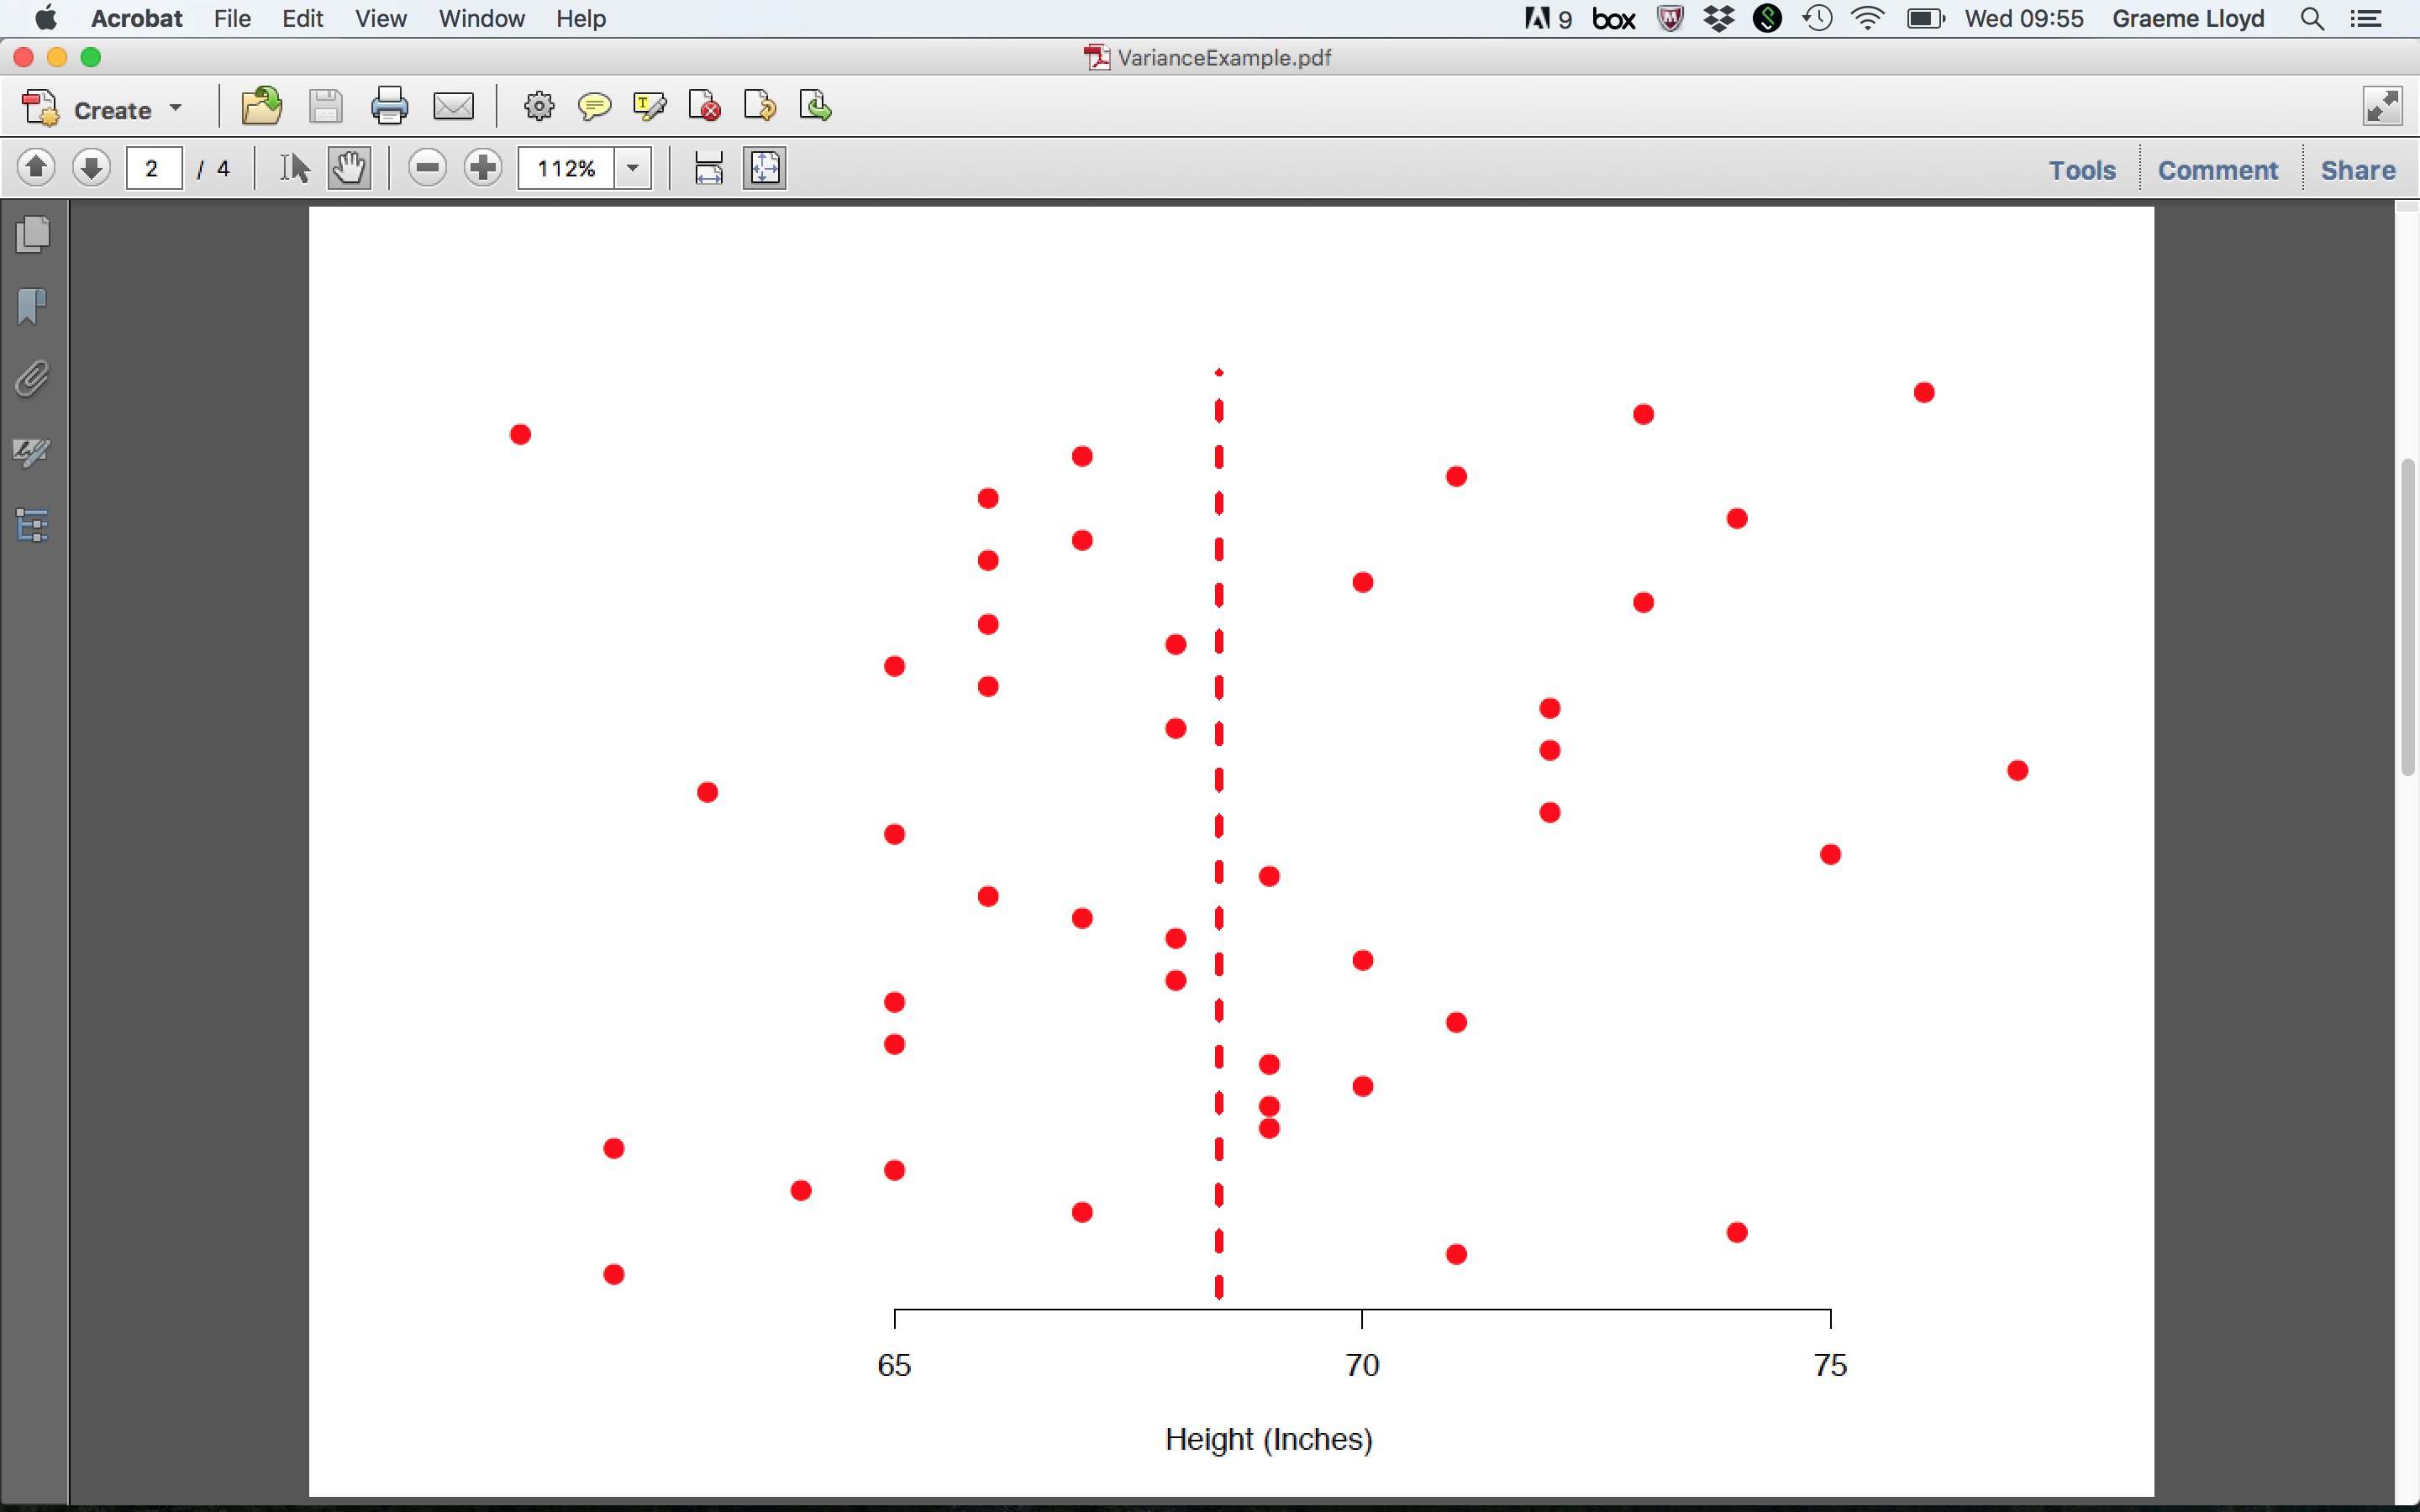 Acrobat File Edit View Window Help 9 box Wed 09:55 Graeme Lloyd
VarianceExample.pdf
Create
2 / 4 112% Tools Comment Share
65 70 75
Height (Inches)